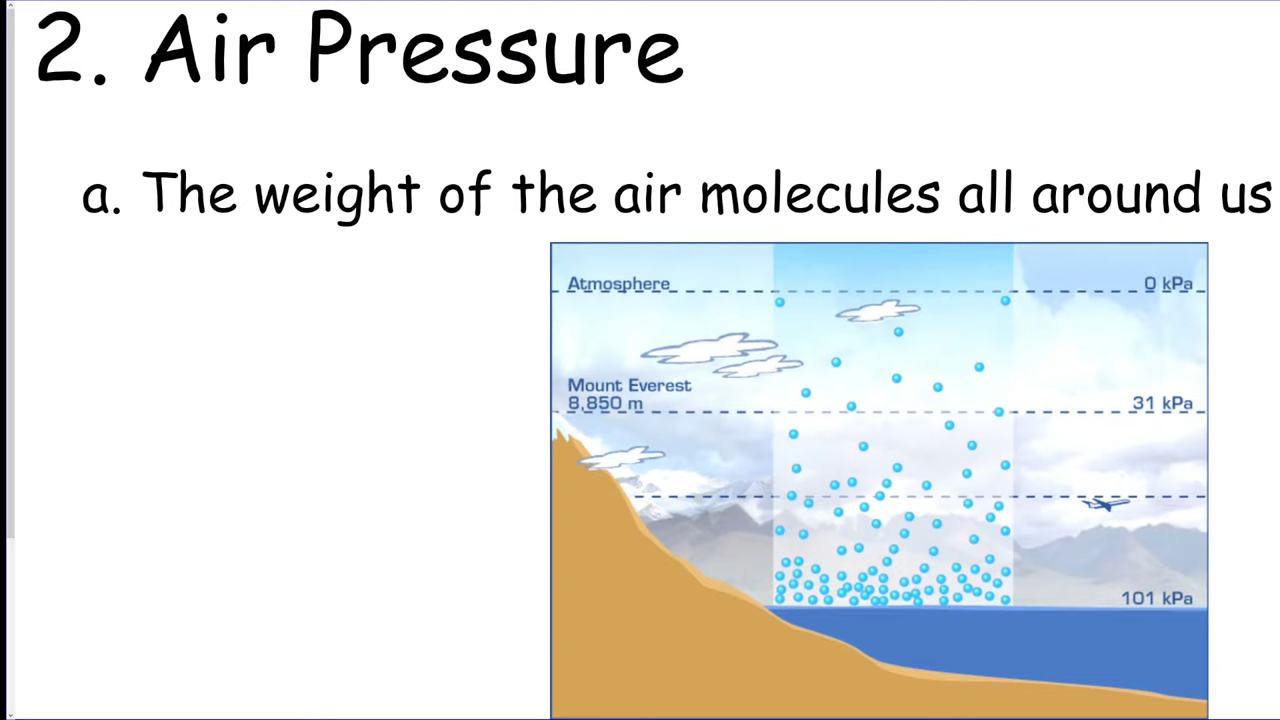 2. Air Pressure
a. The weight of the air molecules all around us
Atmosphere
0 kPa
Mount Everest
8,850 m
31 kPa
101 kPa